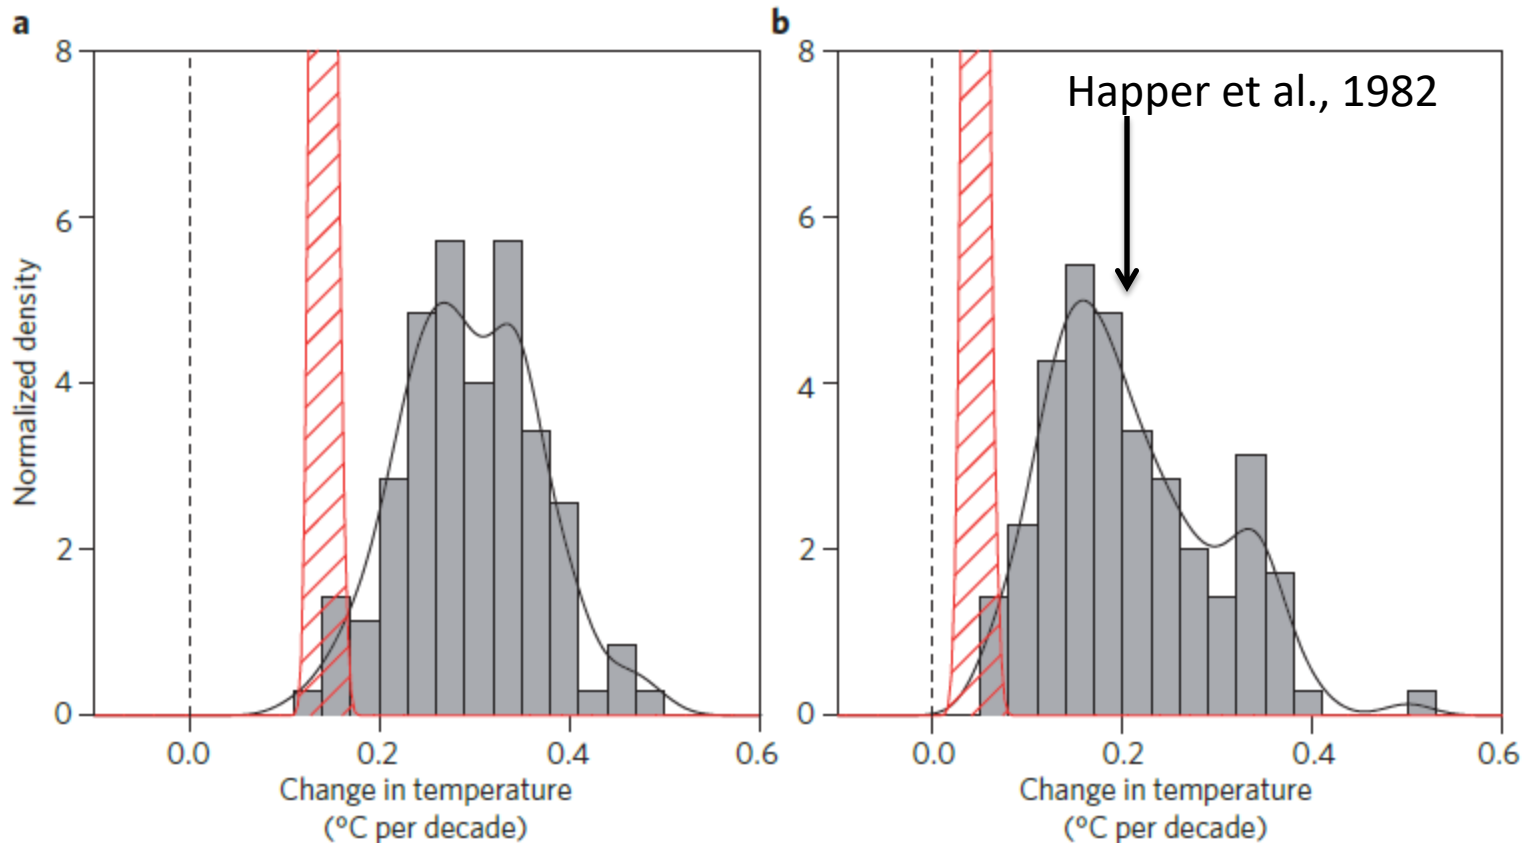 a
8
6
4
2
0
Normalized density
0.0 0.2 0.4 0.6
Change in temperature
(°C per decade)
b
Happer et al., 1982
8
6
4
2
0
0.0 0.2 0.4 0.6
Change in temperature
(°C per decade)